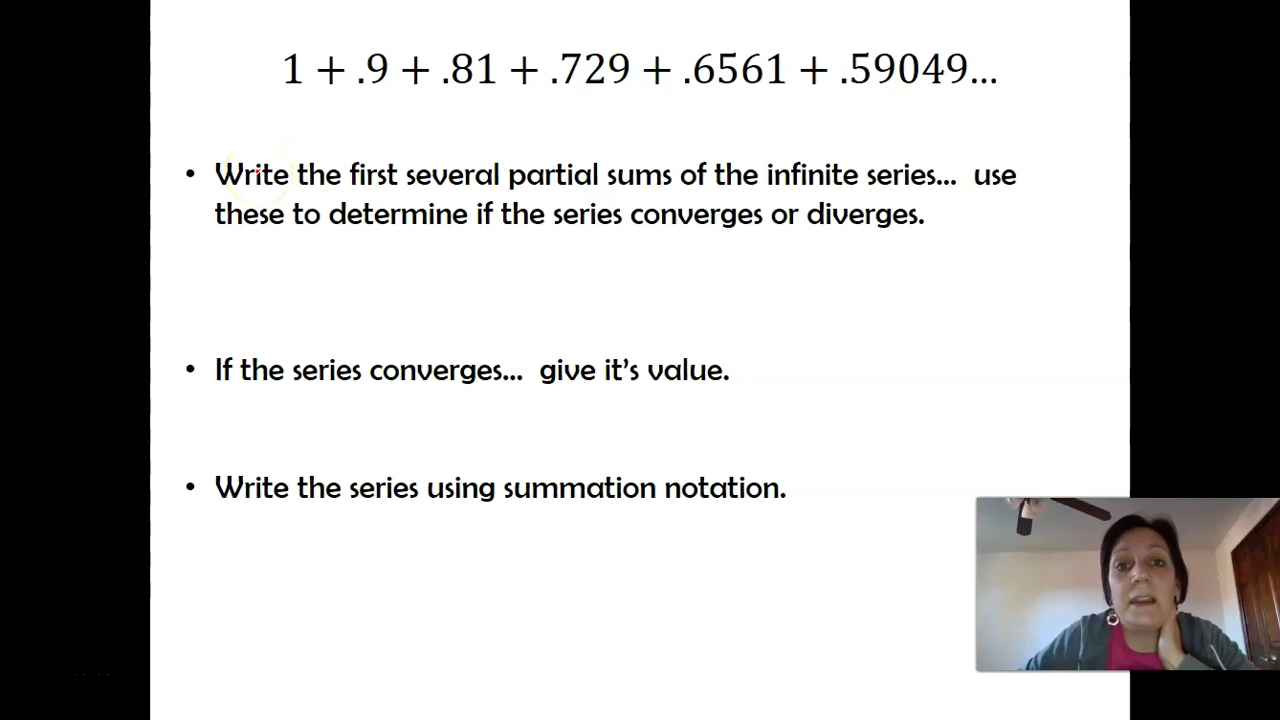 1 + .9 + .81 + .729 + .6561 + .59049...
• Write the first several partial sums of the infinite series... use
these to determine if the series converges or diverges.
• If the series converges... give it's value.
• Write the series using summation notation.